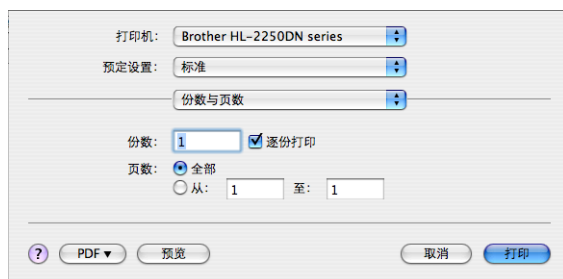 打印机: Brother HL-2250DN series
预定设置: 标准
份数与页数
份数: 1 逐份打印
页数: 全部
从: 1 至: 1
? PDF▼ 预览 取消 打印